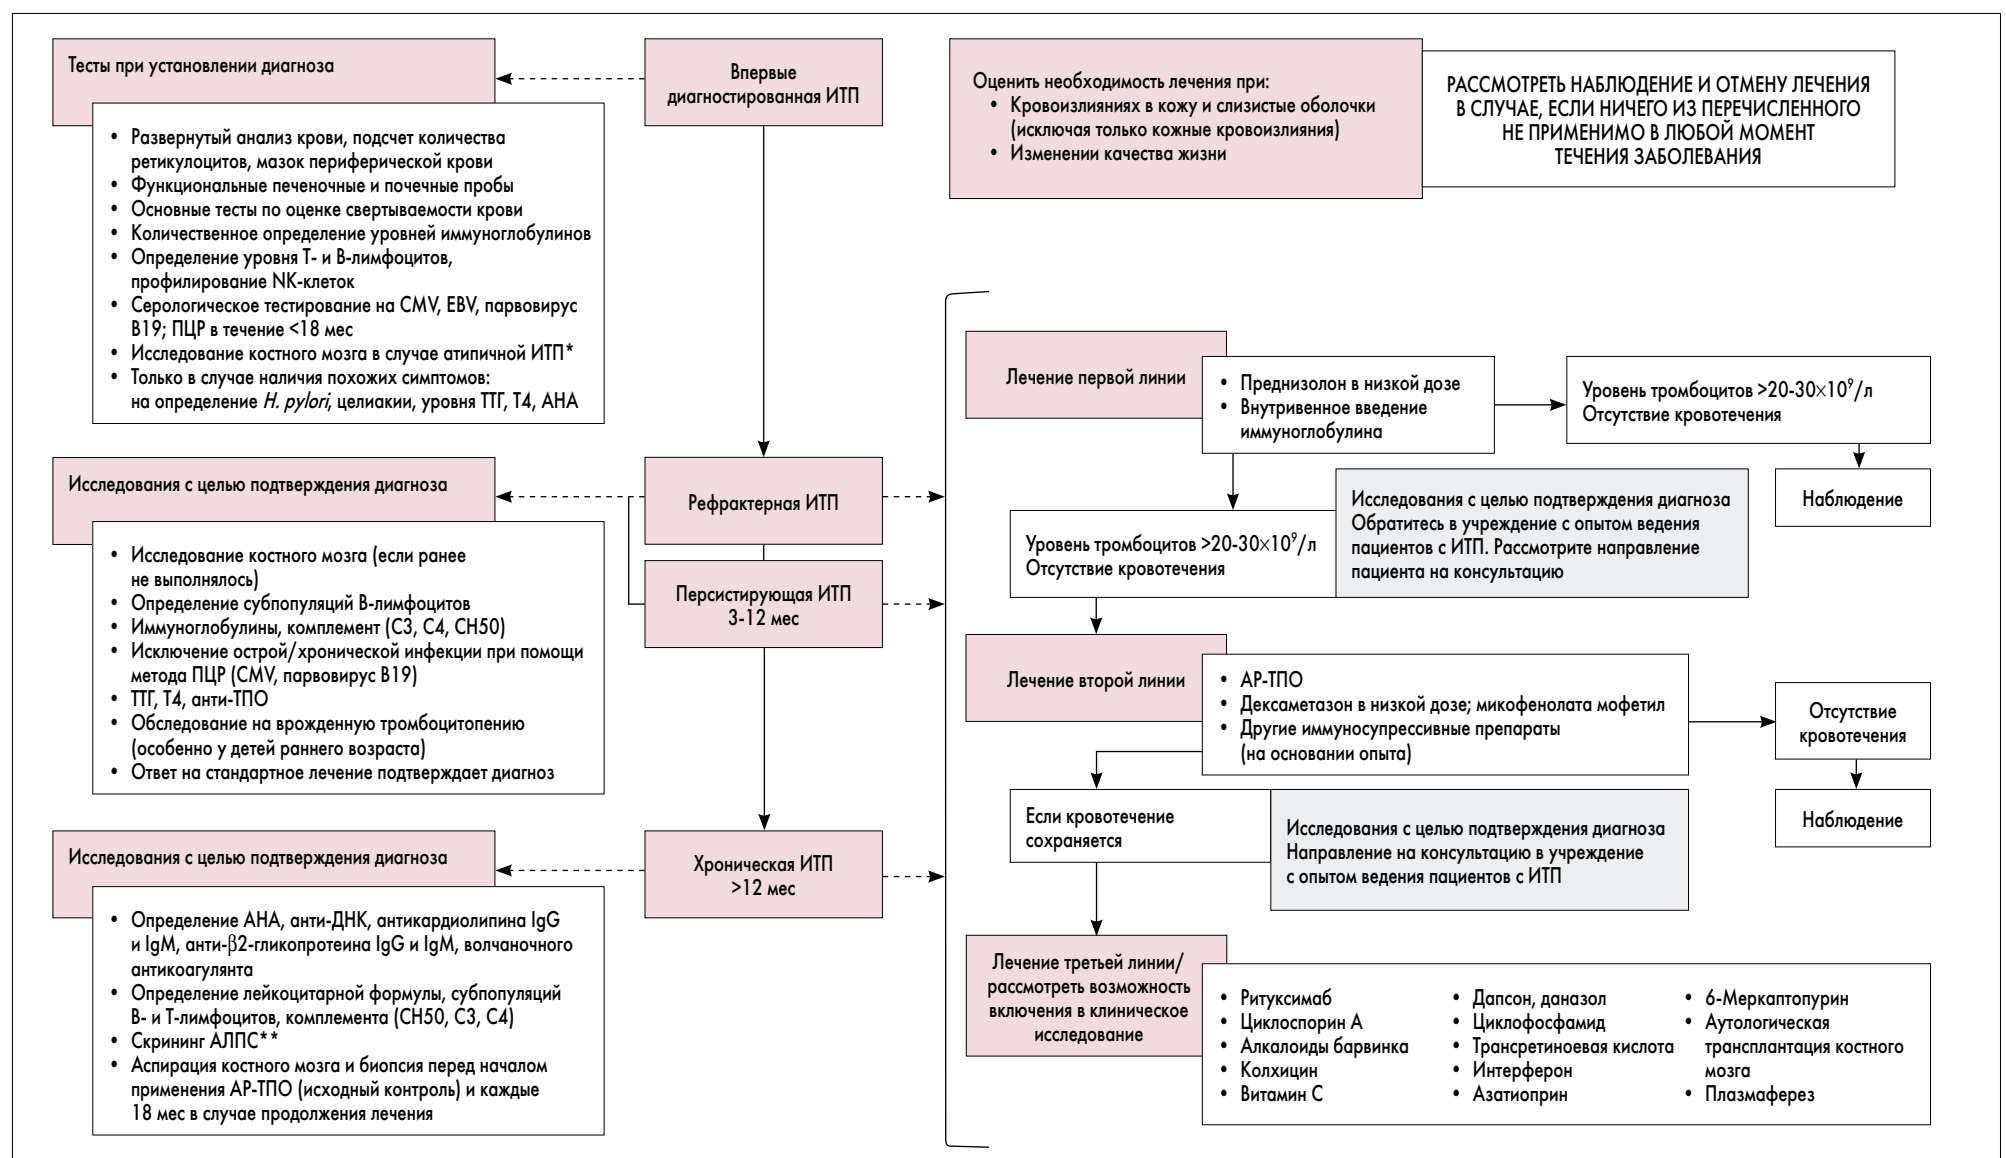 Тесты при установлении диагноза
• Развернутый анализ крови, подсчет количества
ретикулоцитов, мазок периферической крови
• Функциональные печеночные и почечные пробы
• Основные тесты по оценке свертываемости крови
• Количественное определение уровней иммуноглобулинов
• Определение уровня Т- и В-лимфоцитов,
профилирование NK-клеток
• Серологическое тестирование на CMV, EBV, парвовирус
В19; ПЦР в течение <18 мес
• Исследование костного мозга в случае атипичной ИТП*
• Только в случае наличия похожих симптомов:
на определение H. pylori, целиакии, уровня ТТГ, Т4, АНА
Впервые
диагностированная ИТП
Исследования с целью подтверждения диагноза
• Исследование костного мозга (если ранее
не выполнялось)
• Определение субпопуляций В-лимфоцитов
• Иммуноглобулины, комплемент (С3, С4, СН50)
• Исключение острой/хронической инфекции при помощи
метода ПЦР (CMV, парвовирус В19)
• ТТГ, Т4, анти-ТПО
• Обследование на врожденную тромбоцитопению
(особенно у детей раннего возраста)
• Ответ на стандартное лечение подтверждает диагноз
Рефрактерная ИТП
Персистирующая ИТП
3-12 мес
Исследования с целью подтверждения диагноза
• Определение АНА, анти-ДНК, антикардиолипина IgG
и IgM, анти-β2-гликопротеина IgG и IgM, волчаночного
антикоагулянта
• Определение лейкоцитарной формулы, субпопуляций
В- и Т-лимфоцитов, комплемента (СН50, С3, С4)
• Скрининг АЛПС**
• Аспирация костного мозга и биопсия перед началом
применения АР-ТПО (исходный контроль) и каждые
18 мес в случае продолжения лечения
Хроническая ИТП
>12 мес
Оценить необходимость лечения при:
• Кровоизлияниях в кожу и слизистые оболочки
(исключая только кожные кровоизлияния)
• Изменении качества жизни
РАССМОТРЕТЬ НАБЛЮДЕНИЕ И ОТМЕНУ ЛЕЧЕНИЯ
В СЛУЧАЕ, ЕСЛИ НИЧЕГО ИЗ ПЕРЕЧИСЛЕННОГО
НЕ ПРИМЕНИМО В ЛЮБОЙ МОМЕНТ
ТЕЧЕНИЯ ЗАБОЛЕВАНИЯ
Лечение первой линии
• Преднизолон в низкой дозе
• Внутривенное введение
иммуноглобулина
Уровень тромбоцитов >20-30×10⁹/л
Отсутствие кровотечения
Наблюдение
Уровень тромбоцитов >20-30×10⁹/л
Отсутствие кровотечения
Исследования с целью подтверждения диагноза
Обратитесь в учреждение с опытом ведения
пациентов с ИТП. Рассмотрите направление
пациента на консультацию
Лечение второй линии
• АР-ТПО
• Дексаметазон в низкой дозе; микофенолата мофетил
• Другие иммуносупрессивные препараты
(на основании опыта)
Отсутствие
кровотечения
Наблюдение
Если кровотечение
сохраняется
Исследования с целью подтверждения диагноза
Направление на консультацию в учреждение
с опытом ведения пациентов с ИТП
Лечение третьей линии/
рассмотреть возможность
включения в клиническое
исследование
• Ритуксимаб
• Циклоспорин А
• Алкалоиды барвинка
• Колхицин
• Витамин С
• Дапсон, даназол
• Циклофосфамид
• Трансретиноевая кислота
• Интерферон
• Азатиоприн
• 6-Меркаптопурин
• Аутологическая
трансплантация костного
мозга
• Плазмаферез